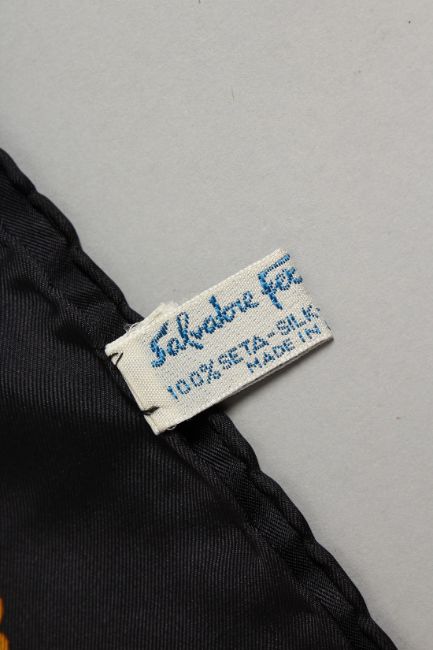 Salvatore Fer
100% SETA-SILK-
MADE IN